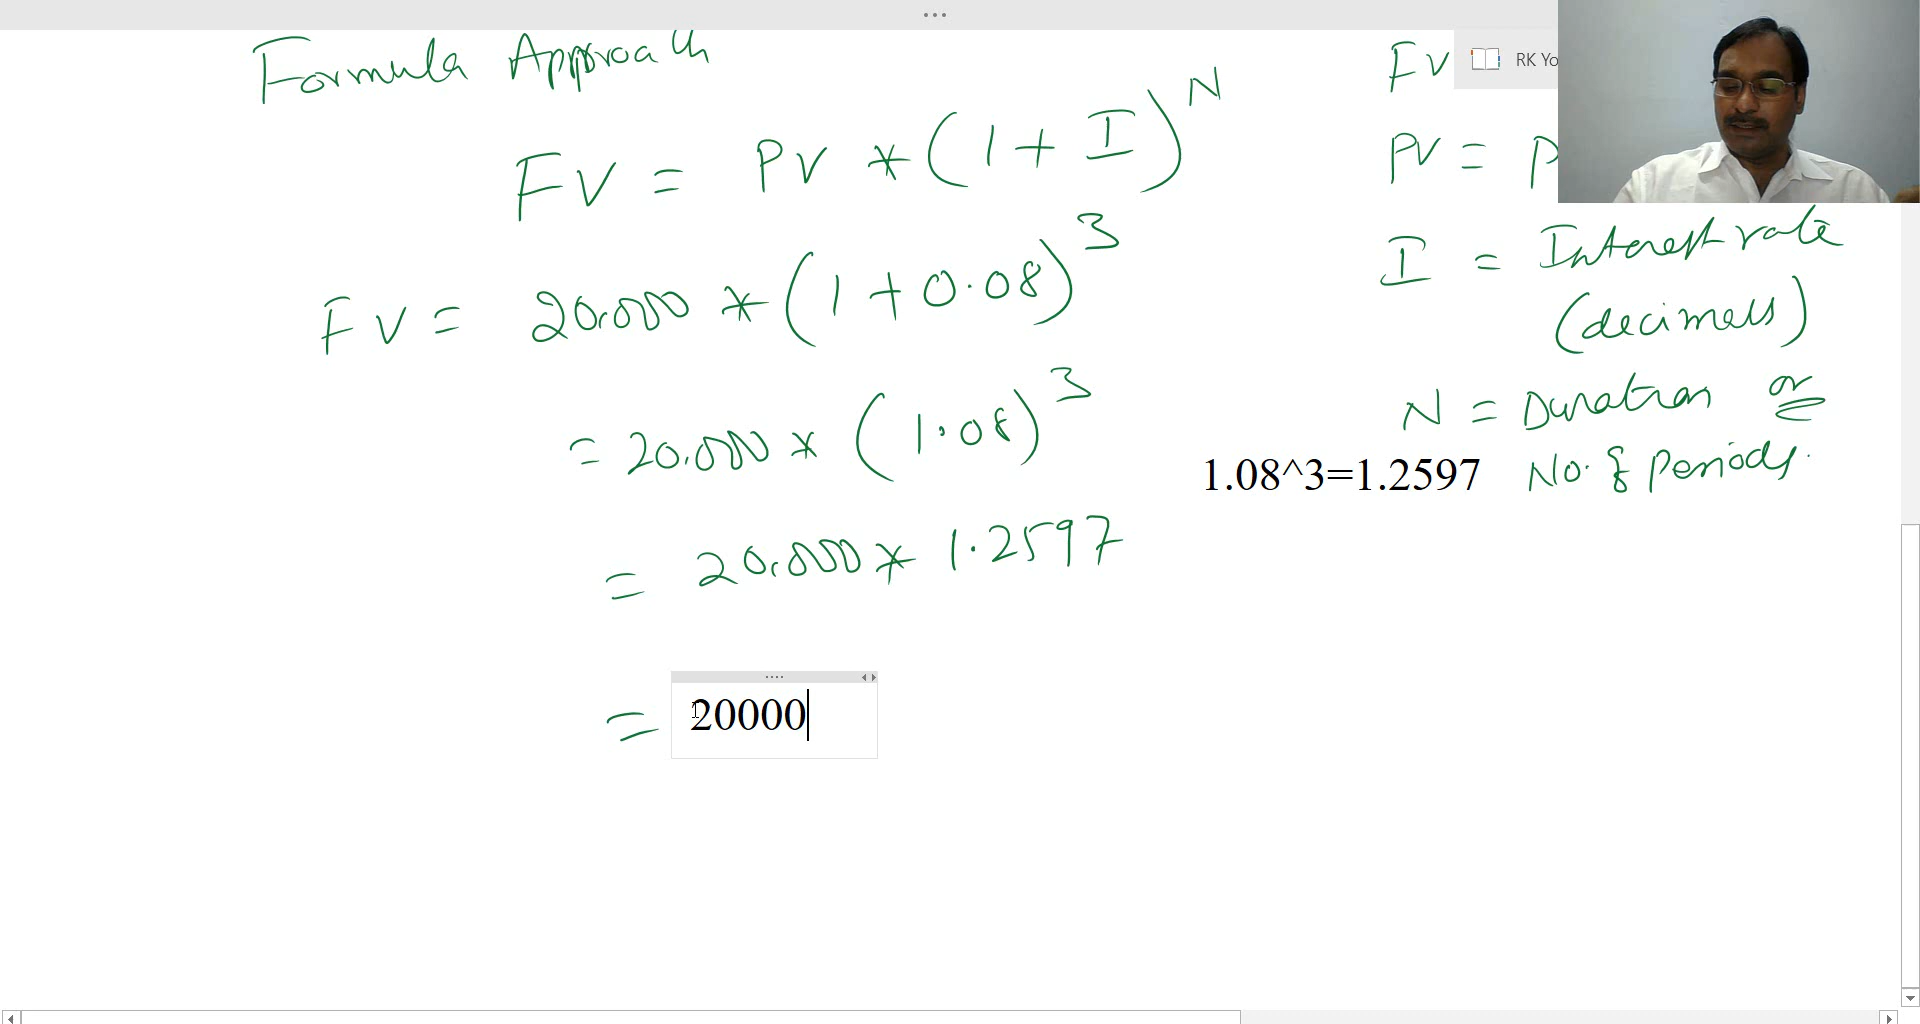 Formula Approach
FV = PV * (1 + I)^N
FV = 20,000 * (1 + 0.08)^3
= 20,000 * (1.08)^3
= 20,000 * 1.2597
= 20000
FV
RK Yo
PV = P
I = Interest rate
(decimals)
N = Duration or
No. of Periods.
1.08^3=1.2597